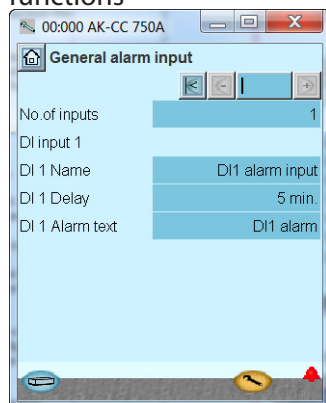 functions
00:000 AK-CC 750A
General alarm input
No.of inputs 1
DI input 1
DI 1 Name DI1 alarm input
DI 1 Delay 5 min.
DI 1 Alarm text DI1 alarm